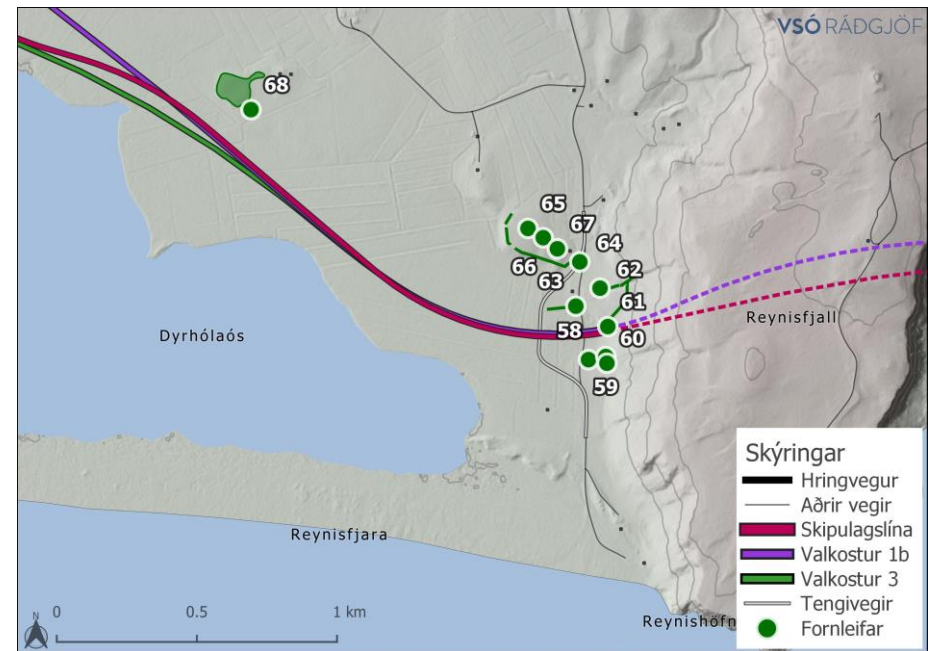 VSÓ RÁÐGJÖF
68
65
67
64
66
63
62
61
58
60
59
Dyrhólaós
Reynisfjall
Reynisfjara
Reynishöfn
N
0 0.5 1 km
Skýringar
Hringvegur
Aðrir vegir
Skipulagslína
Valkostur 1b
Valkostur 3
Tengivegir
Fornleifar